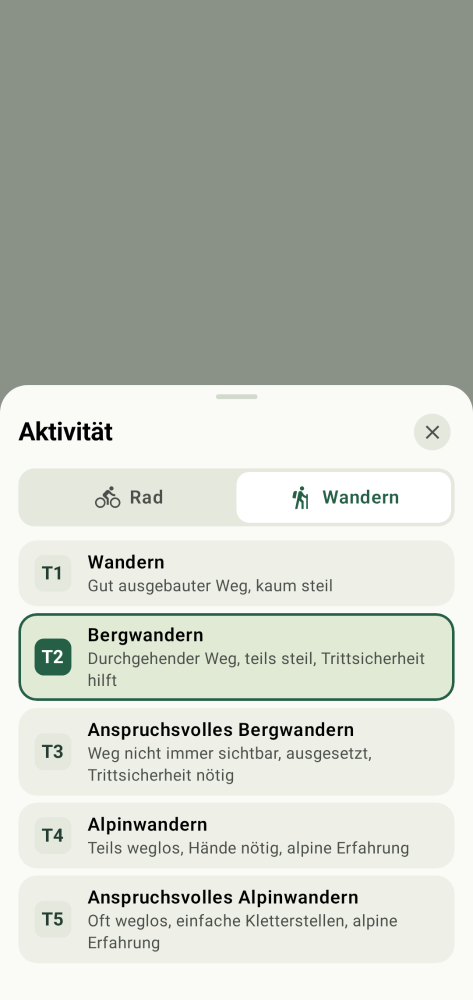 Aktivität
Rad
Wandern
T1
Wandern
Gut ausgebauter Weg, kaum steil
T2
Bergwandern
Durchgehender Weg, teils steil, Trittsicherheit
hilft
T3
Anspruchsvolles Bergwandern
Weg nicht immer sichtbar, ausgesetzt,
Trittsicherheit nötig
T4
Alpinwandern
Teils weglos, Hände nötig, alpine Erfahrung
T5
Anspruchsvolles Alpinwandern
Oft weglos, einfache Kletterstellen, alpine
Erfahrung